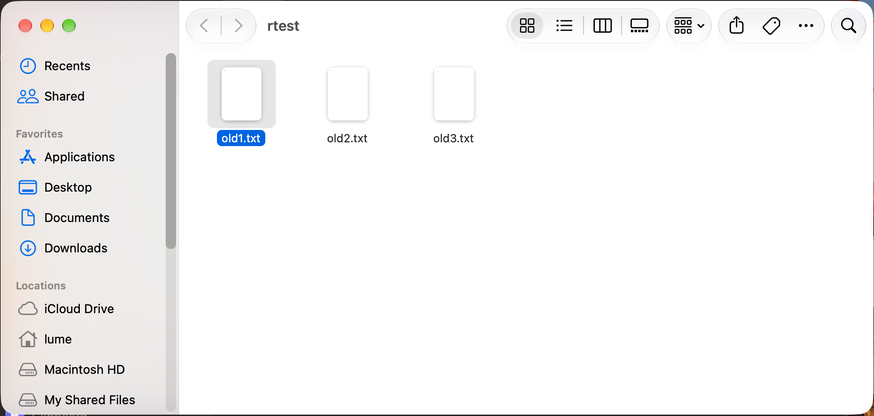 rtest
Recents
Shared
Favorites
Applications
Desktop
Documents
Downloads
Locations
iCloud Drive
lume
Macintosh HD
My Shared Files
old1.txt
old2.txt
old3.txt